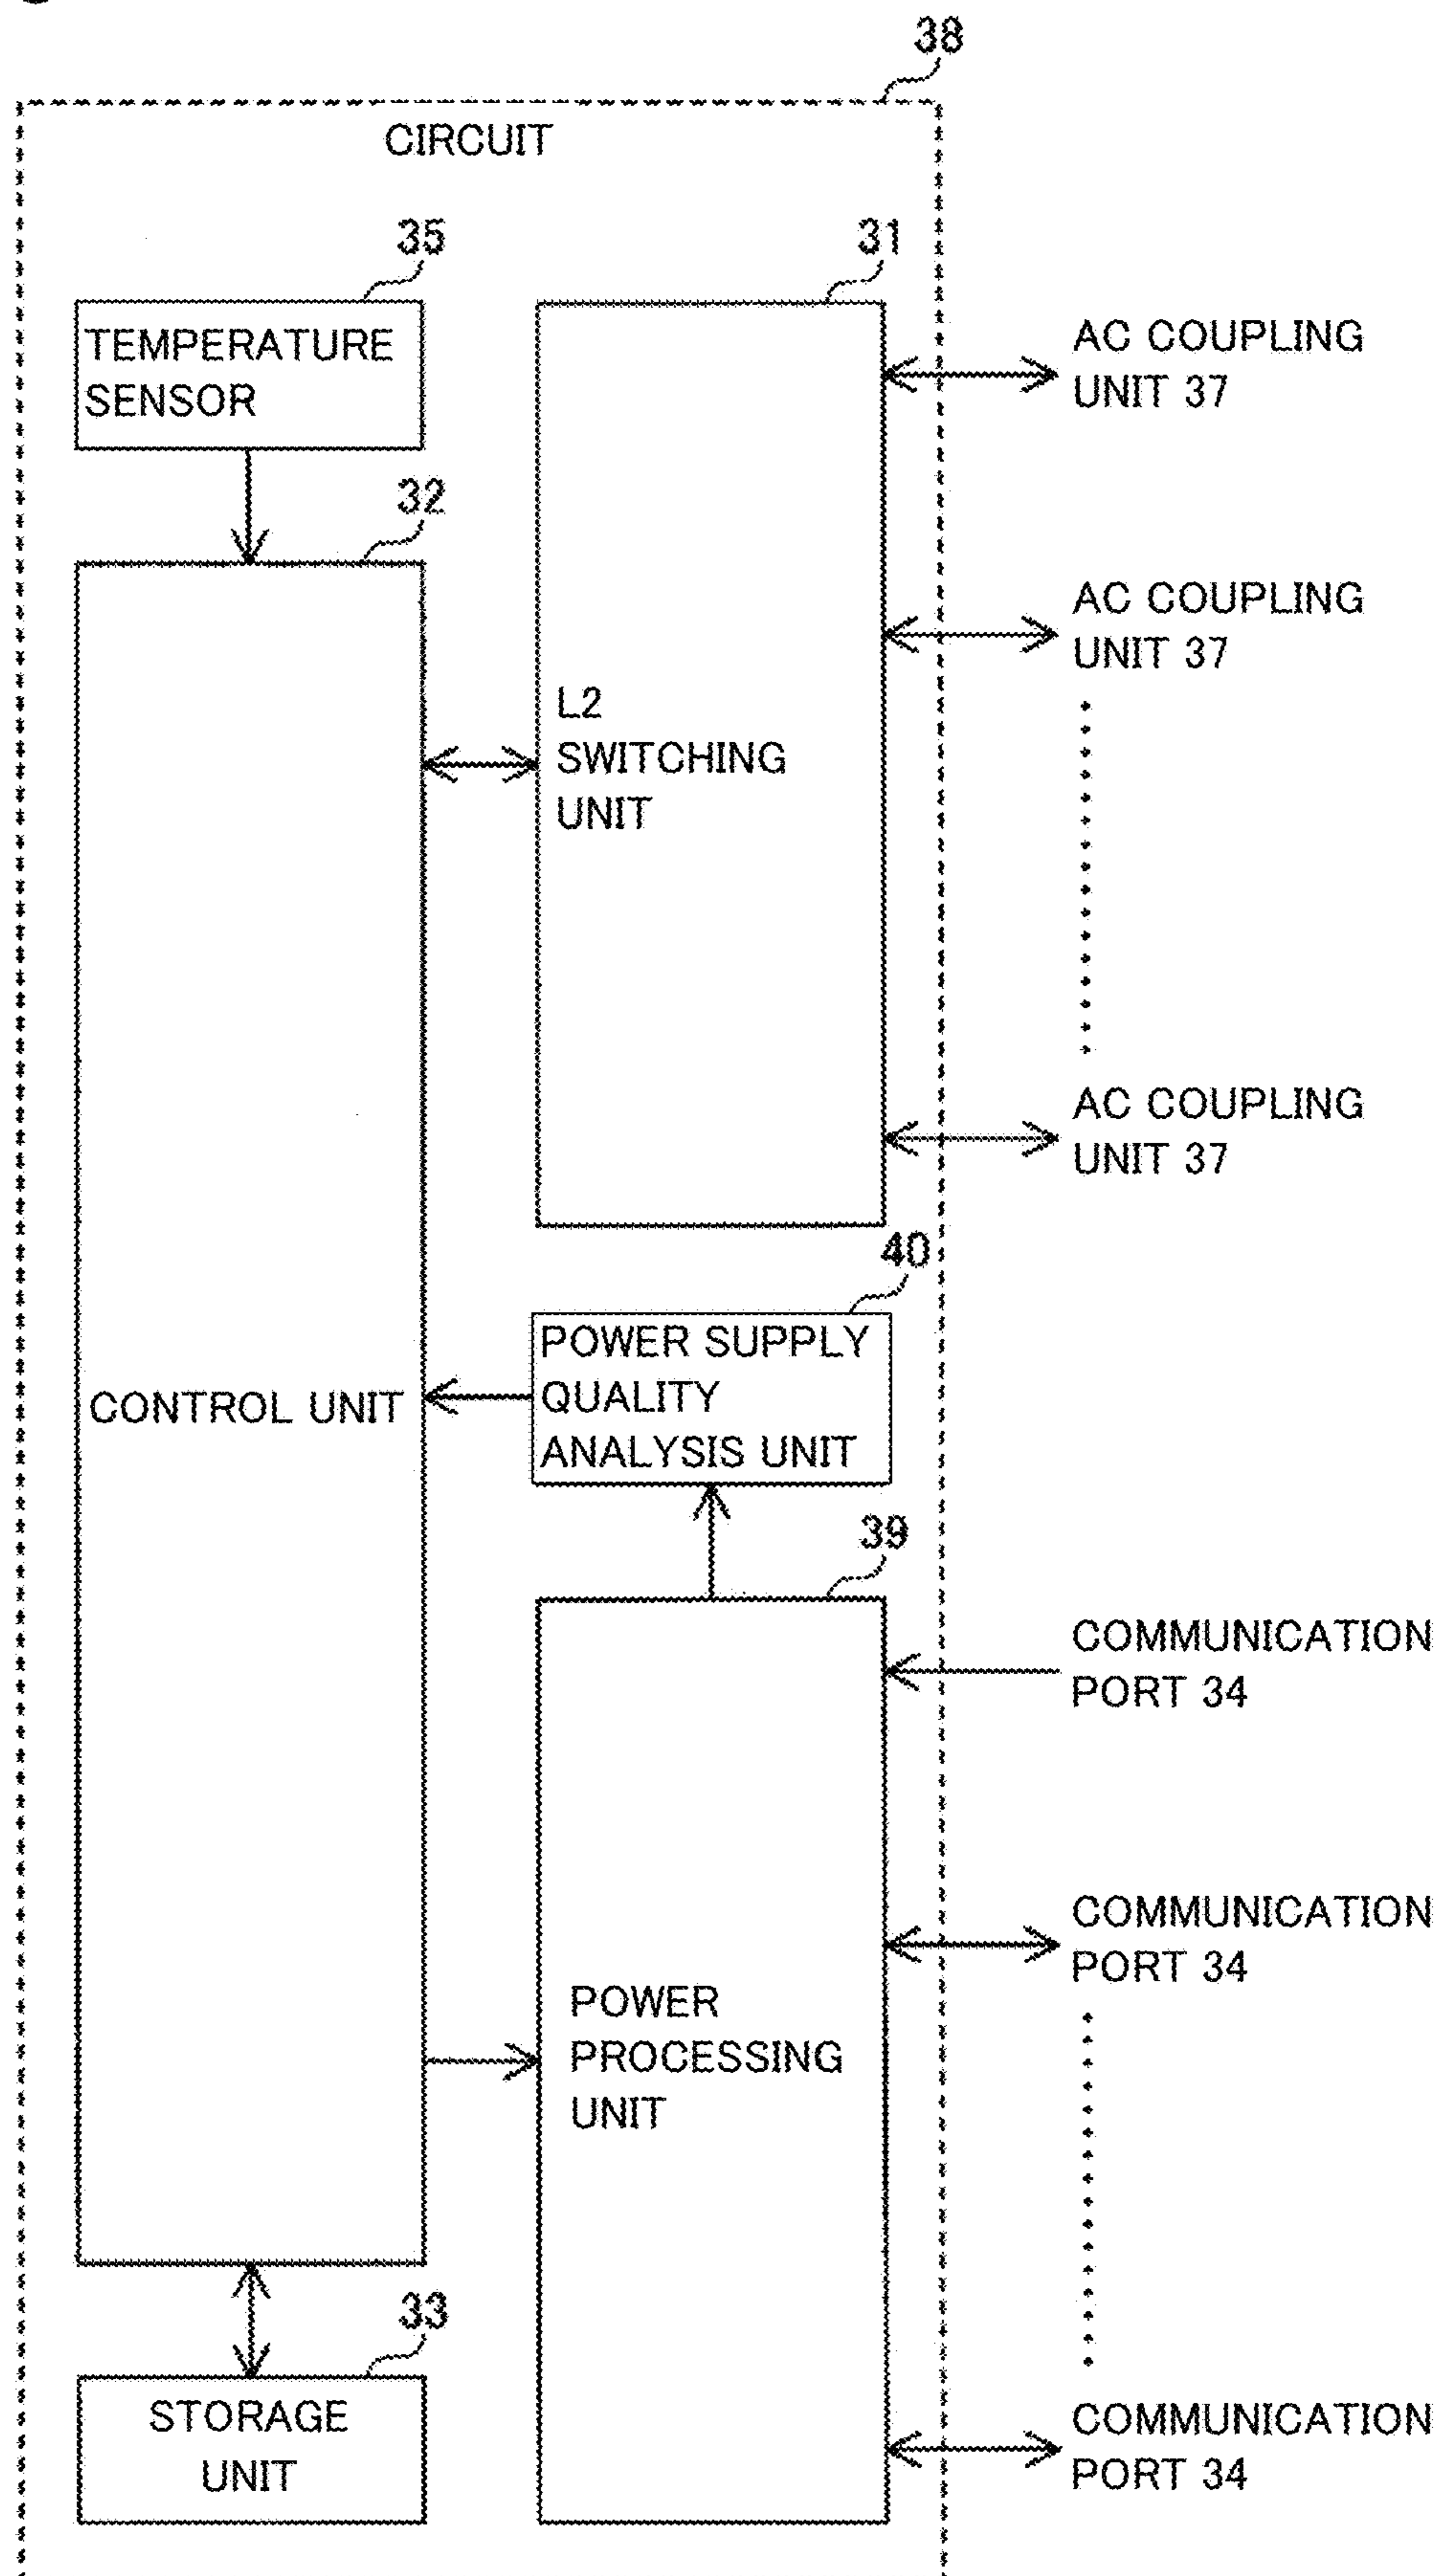 38
CIRCUIT
35
31
TEMPERATURE
SENSOR
AC COUPLING
UNIT 37
32
AC COUPLING
UNIT 37
L2
SWITCHING
UNIT
AC COUPLING
UNIT 37
40
POWER SUPPLY
QUALITY
ANALYSIS UNIT
CONTROL UNIT
39
COMMUNICATION
PORT 34
COMMUNICATION
PORT 34
POWER
PROCESSING
UNIT
33
STORAGE
UNIT
COMMUNICATION
PORT 34